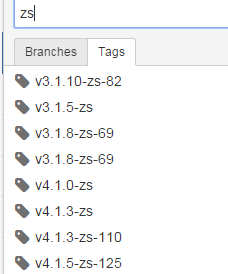 zs
Branches Tags
v3.1.10-zs-82
v3.1.5-zs
v3.1.8-zs-69
v3.1.8-zs-69
v4.1.0-zs
v4.1.3-zs
v4.1.3-zs-110
v4.1.5-zs-125